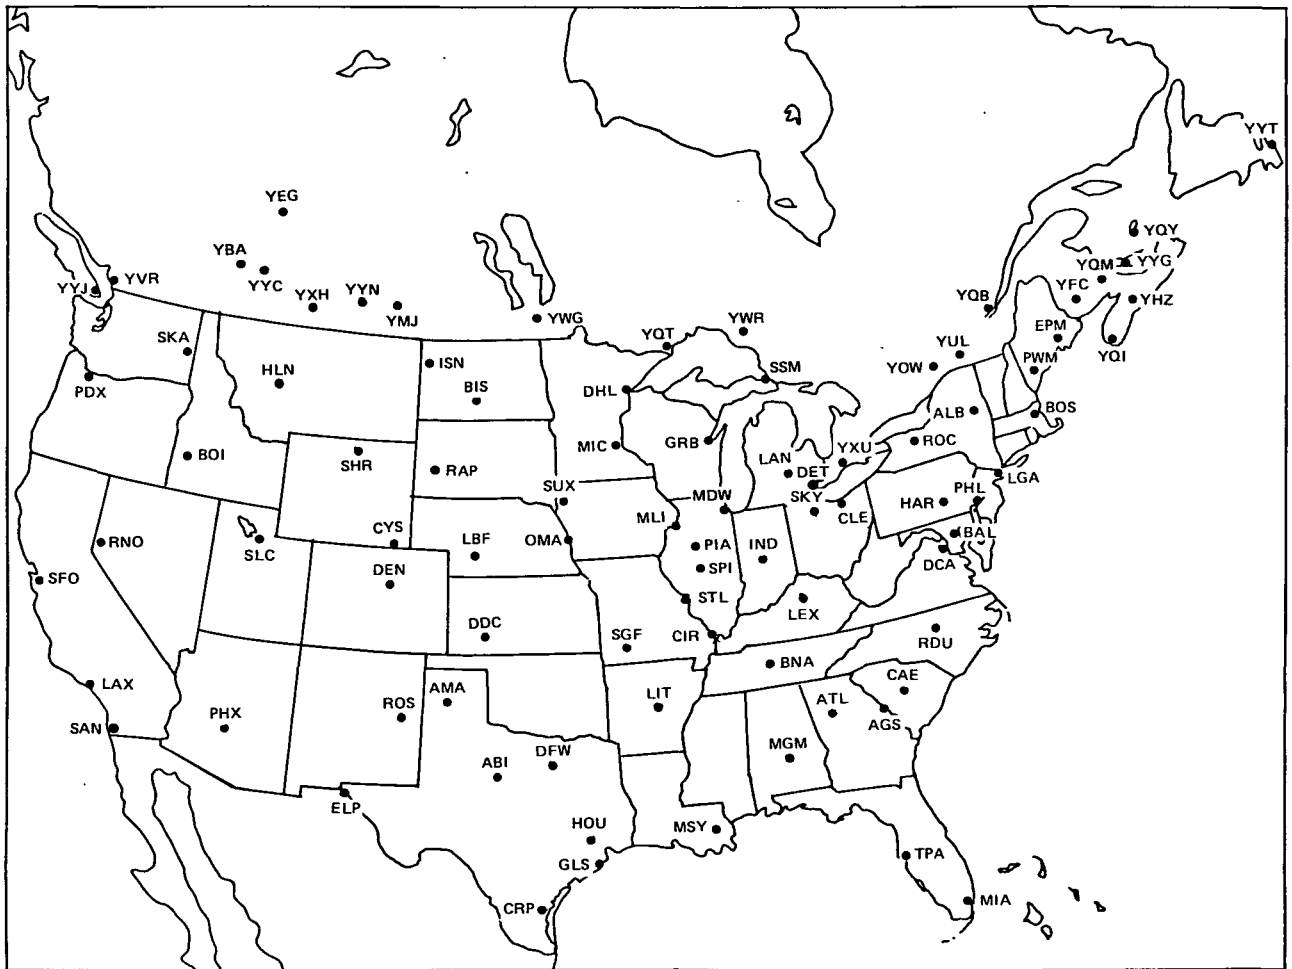 YYT
YEG
YQY
YBA
YYC
YQM
YYG
YYJ
YVR
YXH
YYN
YFC
YHZ
YQB
YMJ
YWG
YWR
EPM
YQT
YUL
YQI
SKA
PWM
ISN
SSM
YOW
HLN
BIS
PDX
DHL
ALB
BOS
GRB
MIC
YXU
ROC
BOI
SHR
LAN
RAP
DET
LGA
SUX
MDW
SKY
PHL
HAR
MLI
CLE
CYS
BAL
RNO
SLC
LBF
OMA
PIA
IND
DCA
SPI
DEN
SFO
STL
LEX
DDC
SGF
CIR
RDU
BNA
CAE
LAX
AMA
LIT
ATL
PHX
ROS
AGS
SAN
MGM
DFW
ABI
ELP
HOU
MSY
TPA
GLS
MIA
CRP